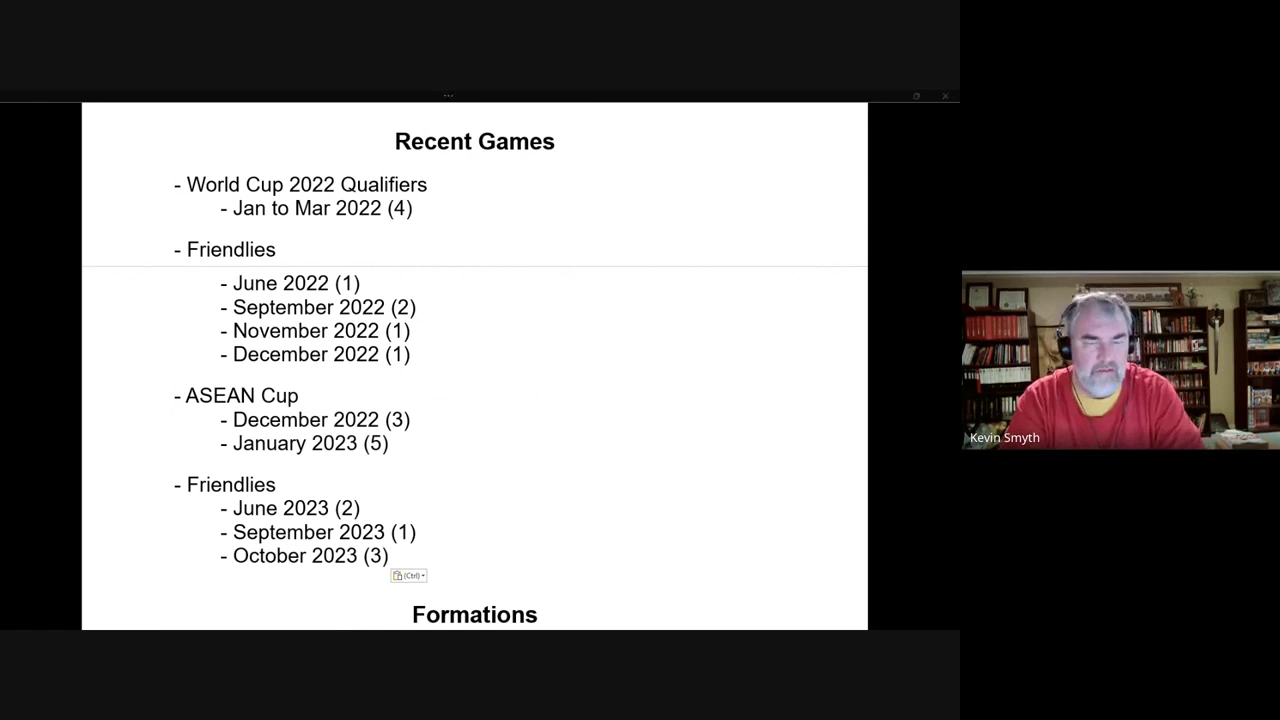 Recent Games
- World Cup 2022 Qualifiers
- Jan to Mar 2022 (4)
- Friendlies
- June 2022 (1)
- September 2022 (2)
- November 2022 (1)
- December 2022 (1)
- ASEAN Cup
- December 2022 (3)
- January 2023 (5)
- Friendlies
- June 2023 (2)
- September 2023 (1)
- October 2023 (3)
(Ctrl)
Formations
Kevin Smyth